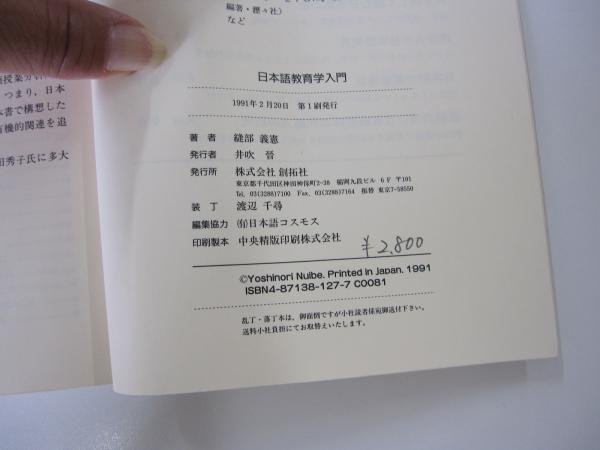 編著・凜々社）
など
授業分析
つまり，日本
本書で構想した
有機的関連を追
田秀子氏に多大
日本語教育学入門
1991年2月20日　第1刷発行
著者　縫部 義憲
発行者　井吹 晉
発行所　株式会社 創拓社
東京都千代田区神田神保町2-38　稲岡九段ビル 6F 〒101
Tel. 03(3288)7100　Fax. 03(3288)7164　振替 東京7-58550
装丁　渡辺 千尋
編集協力　(有)日本語コスモス
印刷製本　中央精版印刷株式会社
¥2,800
©Yoshinori Nuibe. Printed in Japan, 1991
ISBN4-87138-127-7 C0081
乱丁・落丁本は、御面倒ですが小社読者係宛御送付下さい。
送料小社負担にてお取替えいたします。